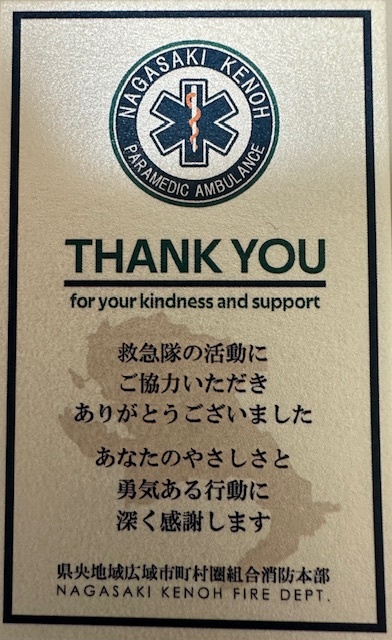 NAGASAKI KENOH
PARAMEDIC AMBULANCE
THANK YOU
for your kindness and support
救急隊の活動に
ご協力いただき
ありがとうございました
あなたのやさしさと
勇気ある行動に
深く感謝します
県央地域広域市町村圏組合消防本部
NAGASAKI KENOH FIRE DEPT.